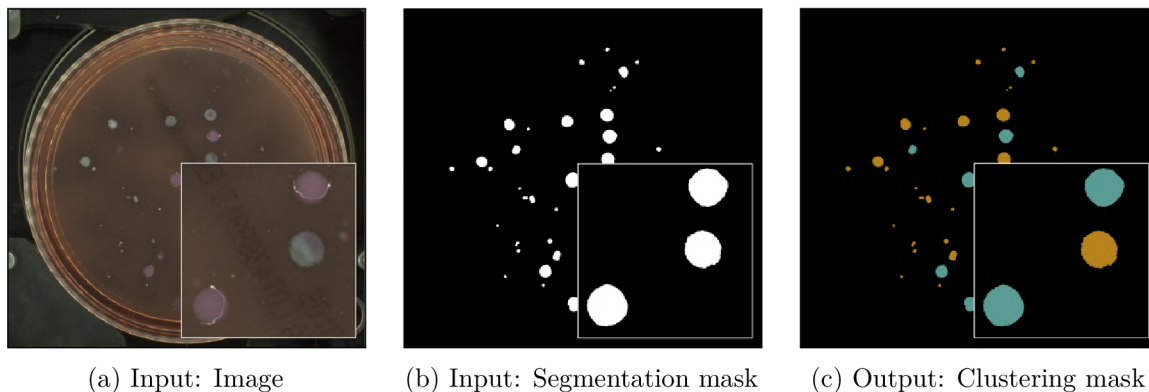 (a) Input: Image
(b) Input: Segmentation mask
(c) Output: Clustering mask